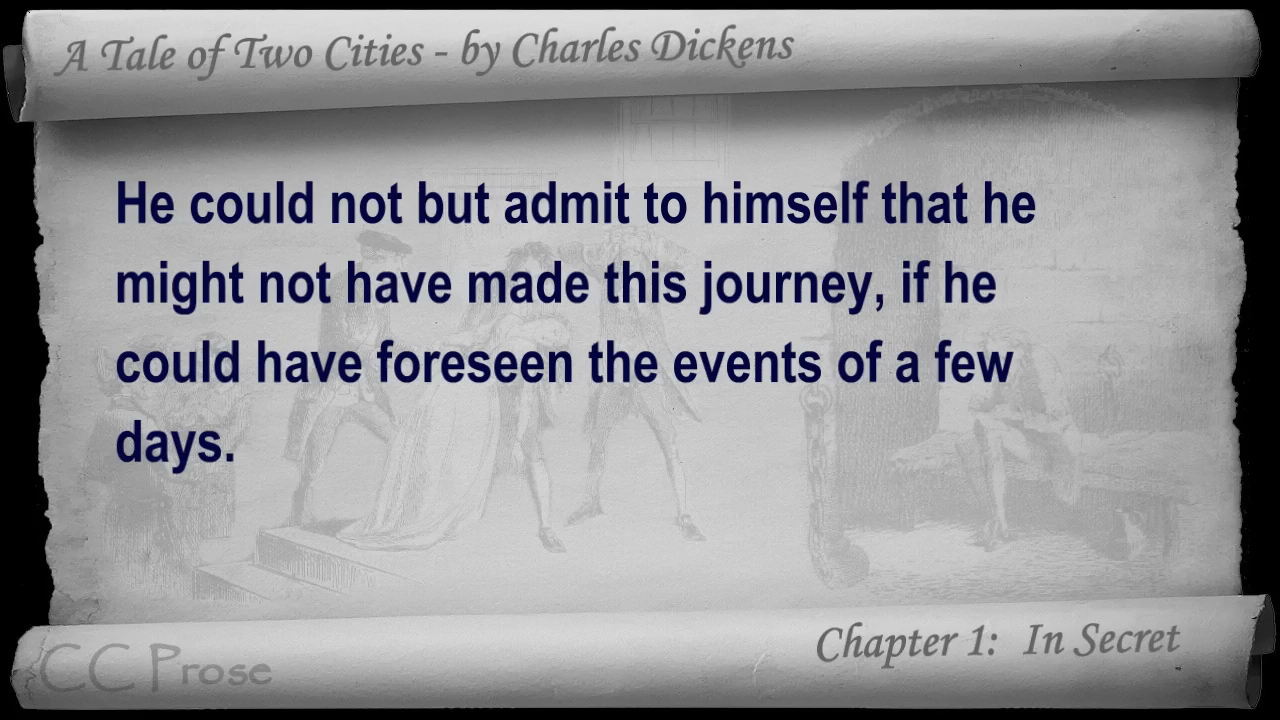 A Tale of Two Cities - by Charles Dickens
He could not but admit to himself that he
might not have made this journey, if he
could have foreseen the events of a few
days.
Chapter 1: In Secret
CC Prose